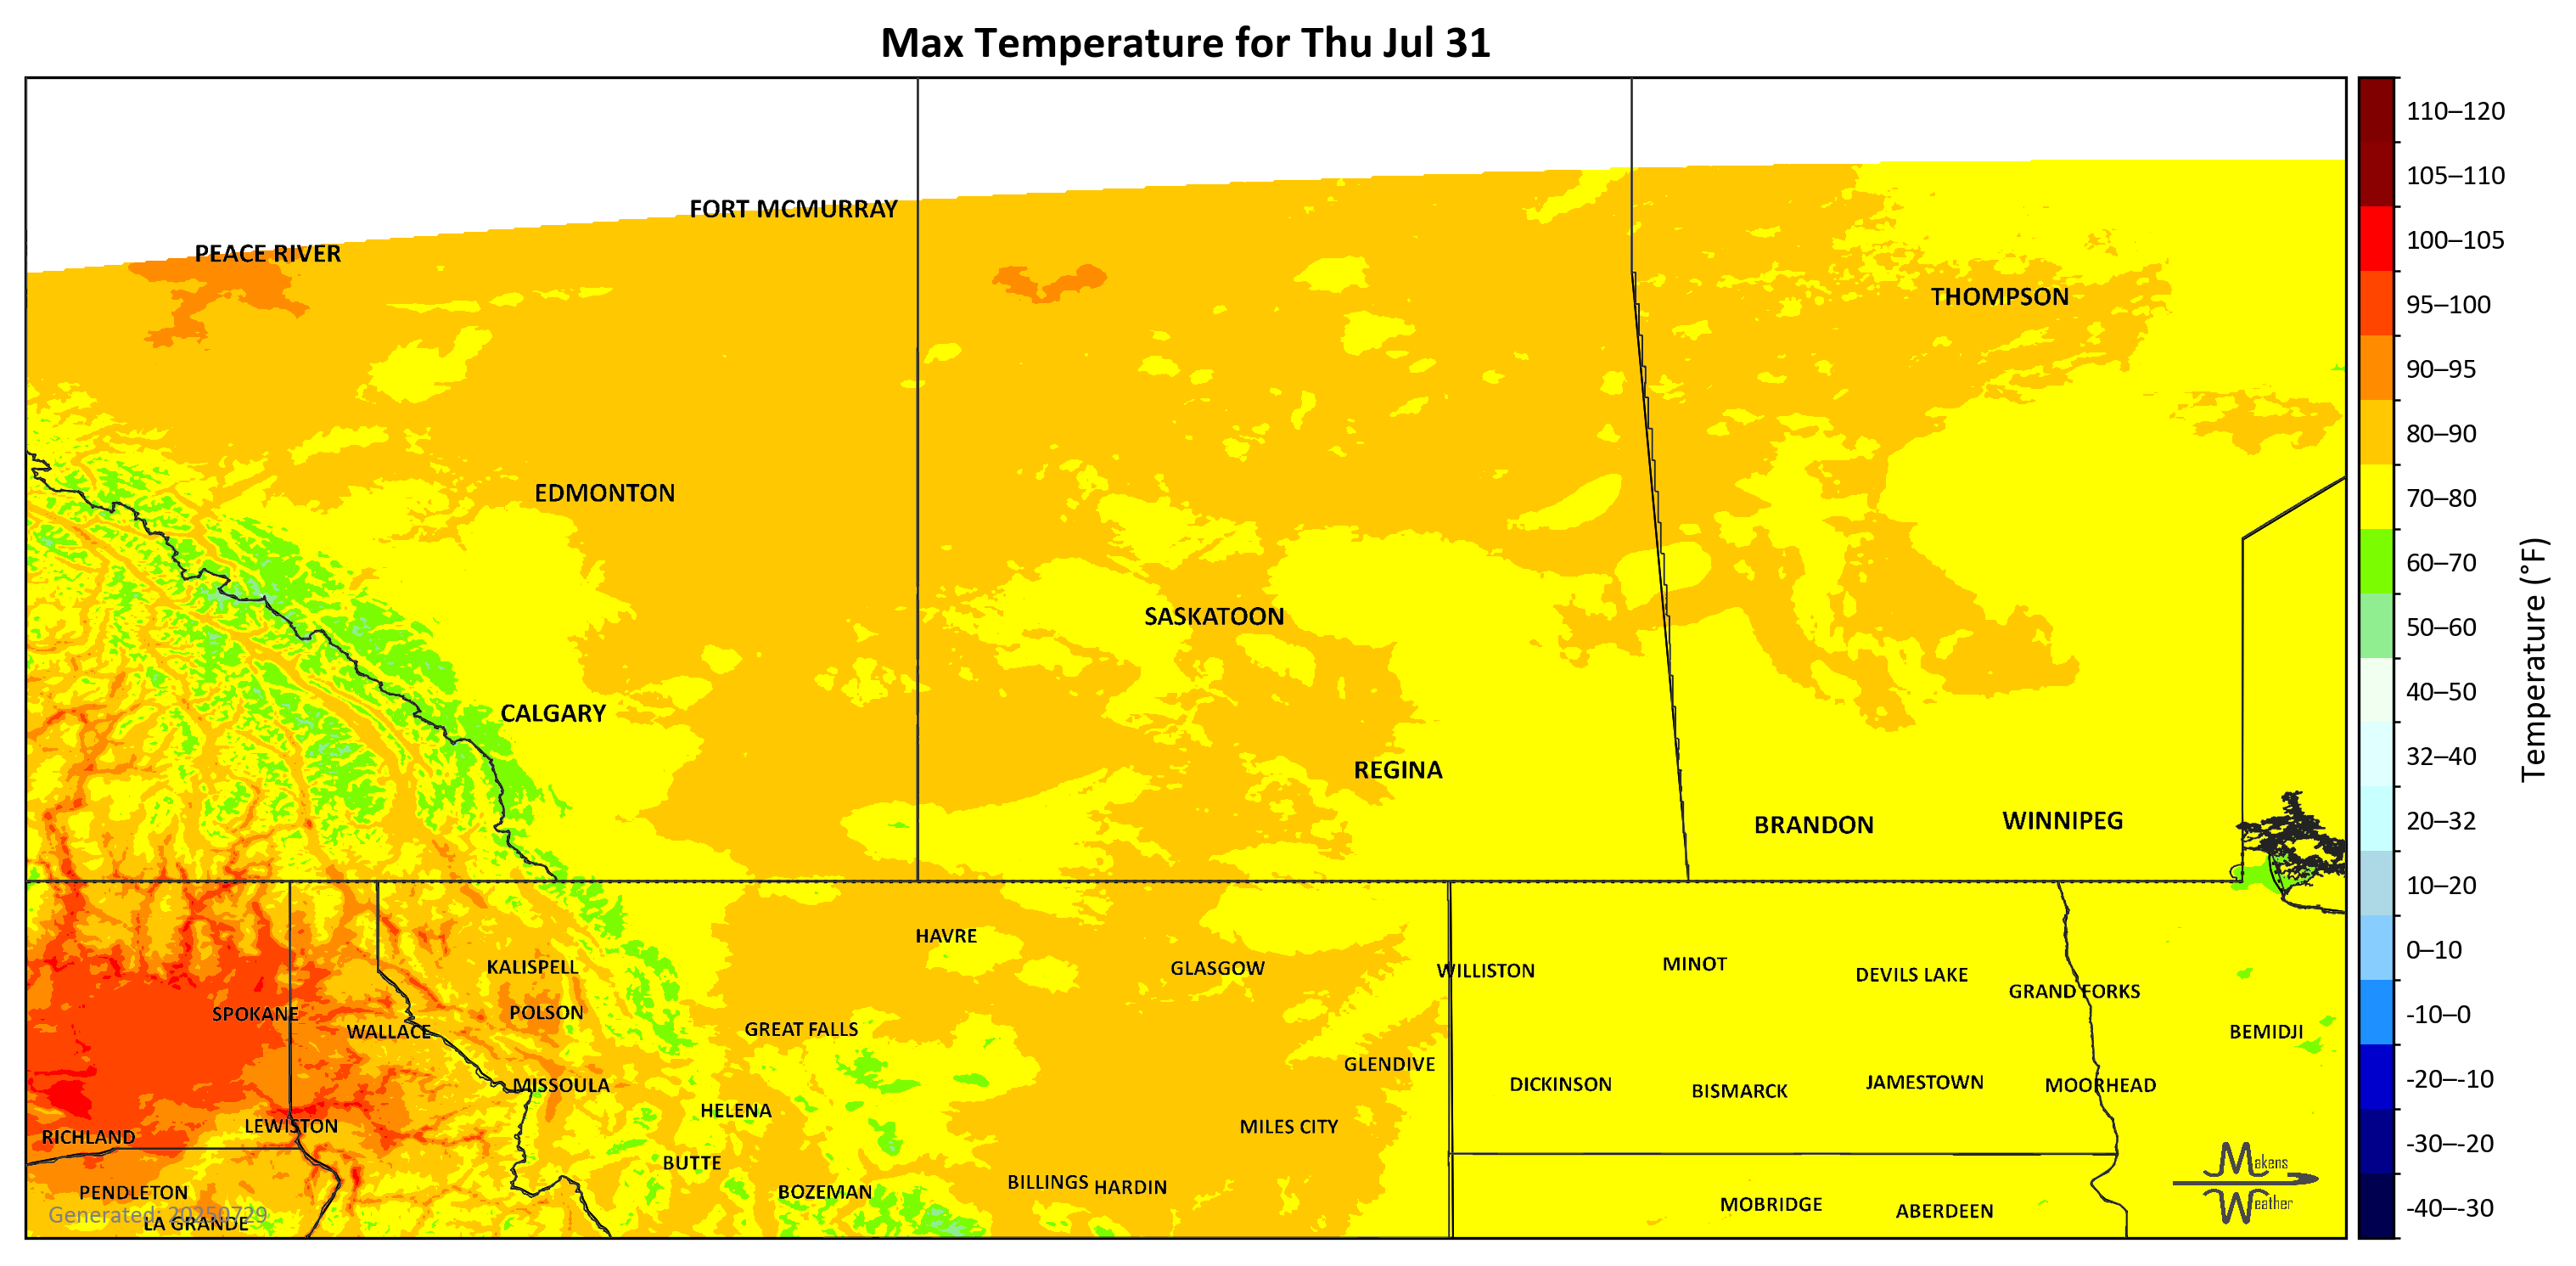 Max Temperature for Thu Jul 31
FORT MCMURRAY
PEACE RIVER
THOMPSON
EDMONTON
SASKATOON
CALGARY
REGINA
BRANDON
WINNIPEG
HAVRE
KALISPELL
GLASGOW
WILLISTON
MINOT
DEVILS LAKE
GRAND FORKS
SPOKANE
POLSON
WALLACE
GREAT FALLS
BEMIDJI
GLENDIVE
MISSOULA
DICKINSON
BISMARCK
JAMESTOWN
MOORHEAD
HELENA
LEWISTON
MILES CITY
RICHLAND
BUTTE
BILLINGS
HARDIN
PENDLETON
BOZEMAN
MOBRIDGE
ABERDEEN
Generated: 20250729
LA GRANDE
Makens
Weather
110–120
105–110
100–105
95–100
90–95
80–90
70–80
60–70
50–60
40–50
32–40
20–32
10–20
0–10
-10–0
-20–-10
-30–-20
-40–-30
Temperature (°F)